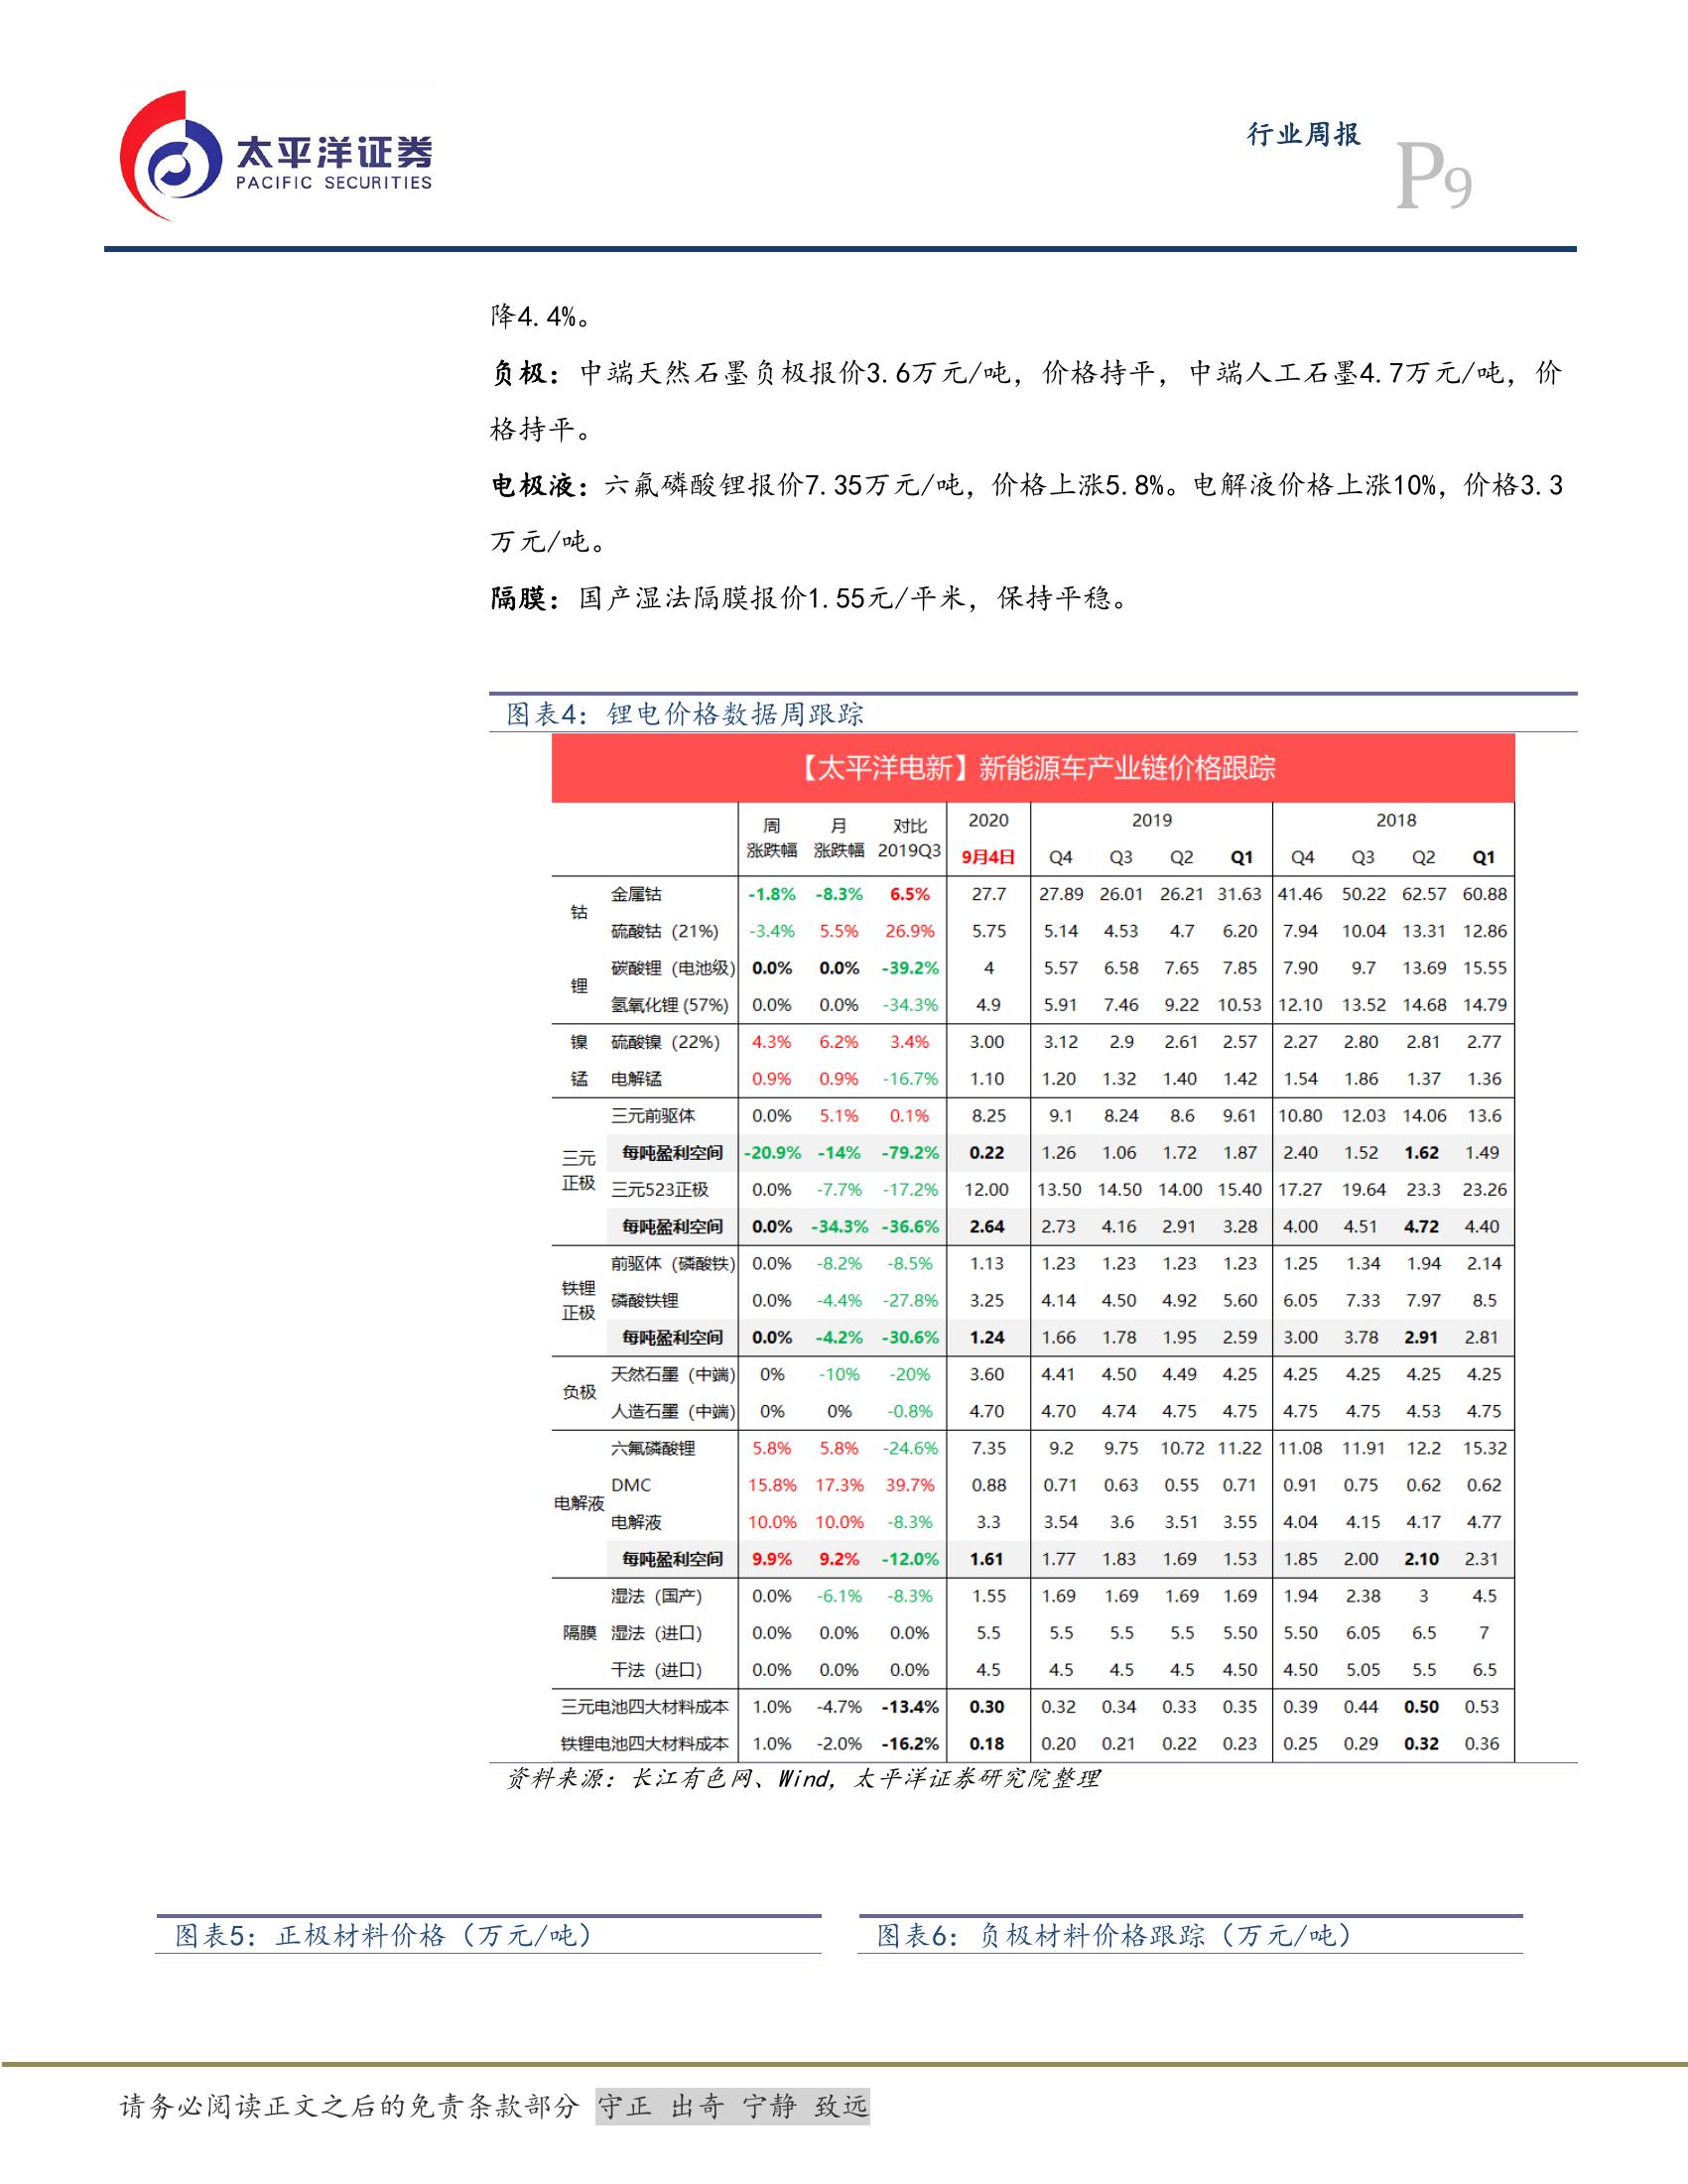 太平洋证券
PACIFIC SECURITIES
行业周报
P9
降4.4%。
负极：中端天然石墨负极报价3.6万元/吨，价格持平，中端人工石墨4.7万元/吨，价
格持平。
电极液：六氟磷酸锂报价7.35万元/吨，价格上涨5.8%。电解液价格上涨10%，价格3.3
万元/吨。
隔膜：国产湿法隔膜报价1.55元/平米，保持平稳。
图表4：锂电价格数据周跟踪
【太平洋电新】新能源车产业链价格跟踪
周 月 对比 2020 2019 2018
涨跌幅 涨跌幅 2019Q3 9月4日 Q4 Q3 Q2 Q1 Q4 Q3 Q2 Q1
钴 金属钴 -1.8% -8.3% 6.5% 27.7 27.89 26.01 26.21 31.63 41.46 50.22 62.57 60.88
硫酸钴（21%） -3.4% 5.5% 26.9% 5.75 5.14 4.53 4.7 6.20 7.94 10.04 13.31 12.86
锂 碳酸锂（电池级） 0.0% 0.0% -39.2% 4 5.57 6.58 7.65 7.85 7.90 9.7 13.69 15.55
氢氧化锂 (57%) 0.0% 0.0% -34.3% 4.9 5.91 7.46 9.22 10.53 12.10 13.52 14.68 14.79
镍 硫酸镍（22%） 4.3% 6.2% 3.4% 3.00 3.12 2.9 2.61 2.57 2.27 2.80 2.81 2.77
锰 电解锰 0.9% 0.9% -16.7% 1.10 1.20 1.32 1.40 1.42 1.54 1.86 1.37 1.36
三元正极 三元前驱体 0.0% 5.1% 0.1% 8.25 9.1 8.24 8.6 9.61 10.80 12.03 14.06 13.6
每吨盈利空间 -20.9% -14% -79.2% 0.22 1.26 1.06 1.72 1.87 2.40 1.52 1.62 1.49
三元523正极 0.0% -7.7% -17.2% 12.00 13.50 14.50 14.00 15.40 17.27 19.64 23.3 23.26
每吨盈利空间 0.0% -34.3% -36.6% 2.64 2.73 4.16 2.91 3.28 4.00 4.51 4.72 4.40
铁锂正极 前驱体（磷酸铁） 0.0% -8.2% -8.5% 1.13 1.23 1.23 1.23 1.23 1.25 1.34 1.94 2.14
磷酸铁锂 0.0% -4.4% -27.8% 3.25 4.14 4.50 4.92 5.60 6.05 7.33 7.97 8.5
每吨盈利空间 0.0% -4.2% -30.6% 1.24 1.66 1.78 1.95 2.59 3.00 3.78 2.91 2.81
负极 天然石墨（中端） 0% -10% -20% 3.60 4.41 4.50 4.49 4.25 4.25 4.25 4.25 4.25
人造石墨（中端） 0% 0% -0.8% 4.70 4.70 4.74 4.75 4.75 4.75 4.75 4.53 4.75
电解液 六氟磷酸锂 5.8% 5.8% -24.6% 7.35 9.2 9.75 10.72 11.22 11.08 11.91 12.2 15.32
DMC 15.8% 17.3% 39.7% 0.88 0.71 0.63 0.55 0.71 0.91 0.75 0.62 0.62
电解液 10.0% 10.0% -8.3% 3.3 3.54 3.6 3.51 3.55 4.04 4.15 4.17 4.77
每吨盈利空间 9.9% 9.2% -12.0% 1.61 1.77 1.83 1.69 1.53 1.85 2.00 2.10 2.31
隔膜 湿法（国产） 0.0% -6.1% -8.3% 1.55 1.69 1.69 1.69 1.69 1.94 2.38 3 4.5
湿法（进口） 0.0% 0.0% 0.0% 5.5 5.5 5.5 5.5 5.50 5.50 6.05 6.5 7
干法（进口） 0.0% 0.0% 0.0% 4.5 4.5 4.5 4.5 4.50 4.50 5.05 5.5 6.5
三元电池四大材料成本 1.0% -4.7% -13.4% 0.30 0.32 0.34 0.33 0.35 0.39 0.44 0.50 0.53
铁锂电池四大材料成本 1.0% -2.0% -16.2% 0.18 0.20 0.21 0.22 0.23 0.25 0.29 0.32 0.36
资料来源：长江有色网、Wind，太平洋证券研究院整理
图表5：正极材料价格（万元/吨）
图表6：负极材料价格跟踪（万元/吨）
请务必阅读正文之后的免责条款部分 守正 出奇 宁静 致远